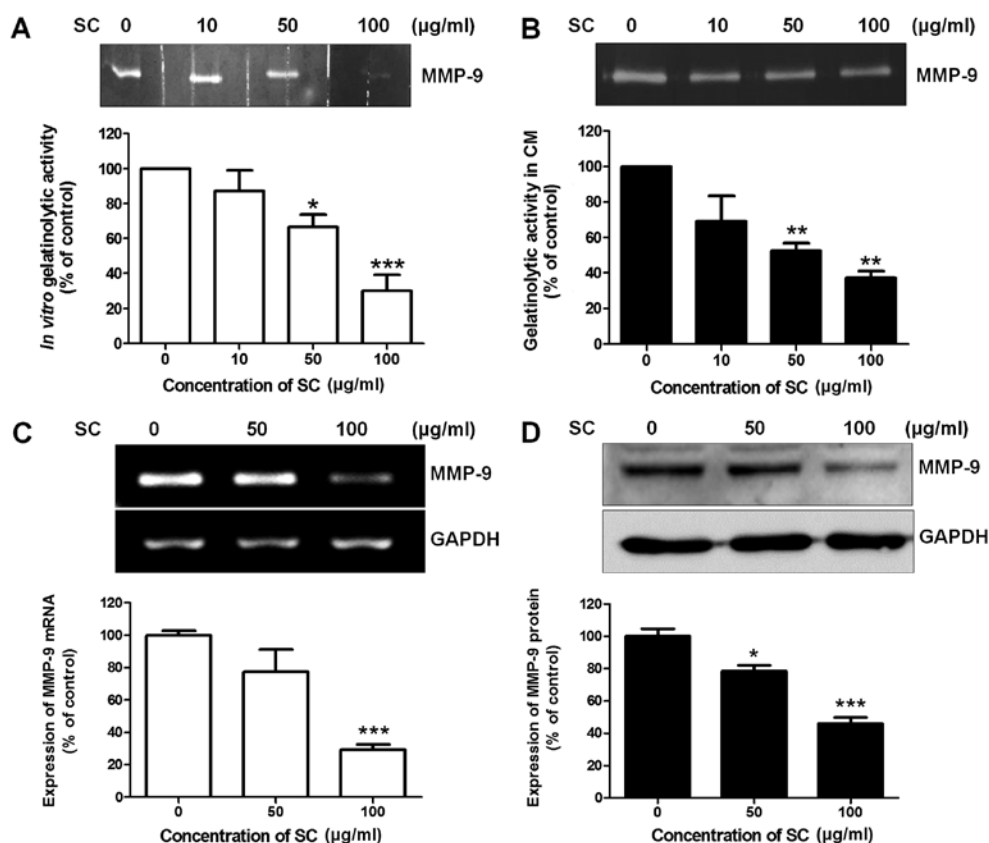 A SC 0 10 50 100 (µg/ml)
MMP-9
120
100
80
60
40
20
0
In vitro gelatinolytic activity
(% of control)
*
***
0 10 50 100
Concentration of SC (µg/ml)
B SC 0 10 50 100 (µg/ml)
MMP-9
120
100
80
60
40
20
0
Gelatinolytic activity in CM
(% of control)
**
**
0 10 50 100
Concentration of SC (µg/ml)
C SC 0 50 100 (µg/ml)
MMP-9
GAPDH
120
100
80
60
40
20
0
Expression of MMP-9 mRNA
(% of control)
***
0 50 100
Concentration of SC (µg/ml)
D SC 0 50 100 (µg/ml)
MMP-9
GAPDH
120
100
80
60
40
20
0
Expression of MMP-9 protein
(% of control)
*
***
0 50 100
Concentration of SC (µg/ml)